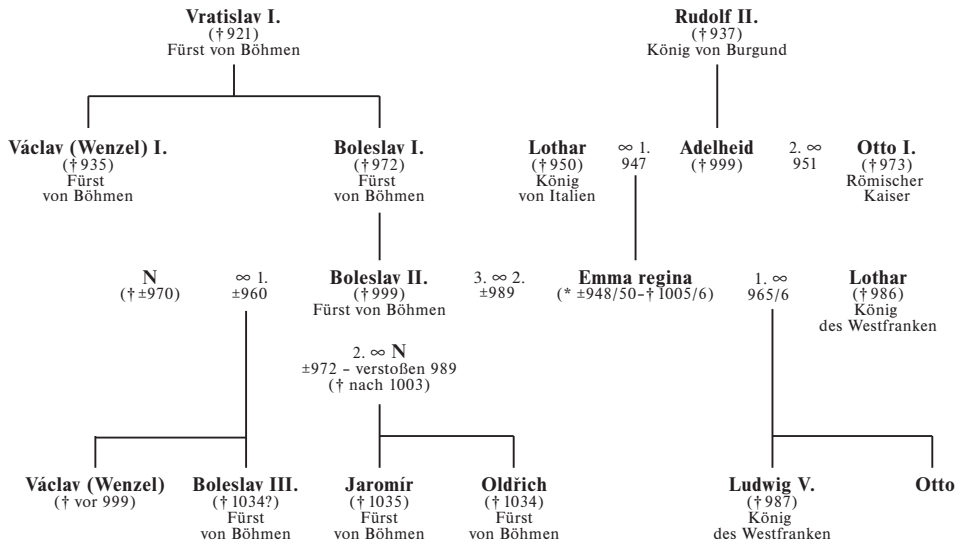 Vratislav I.
(† 921)
Fürst von Böhmen
Rudolf II.
(† 937)
König von Burgund
Václav (Wenzel) I.
(† 935)
Fürst
von Böhmen
Boleslav I.
(† 972)
Fürst
von Böhmen
Lothar
(† 950)
König
von Italien
∞ 1.
947
Adelheid
(† 999)
2. ∞
951
Otto I.
(† 973)
Römischer
Kaiser
N
(† ±970)
∞ 1.
±960
Boleslav II.
(† 999)
Fürst von Böhmen
3. ∞ 2.
±989
Emma regina
(* ±948/50–† 1005/6)
1. ∞
965/6
Lothar
(† 986)
König
des Westfranken
2. ∞ N
±972 – verstoßen 989
(† nach 1003)
Václav (Wenzel)
(† vor 999)
Boleslav III.
(† 1034?)
Fürst
von Böhmen
Jaromír
(† 1035)
Fürst
von Böhmen
Oldřich
(† 1034)
Fürst
von Böhmen
Ludwig V.
(† 987)
König
des Westfranken
Otto